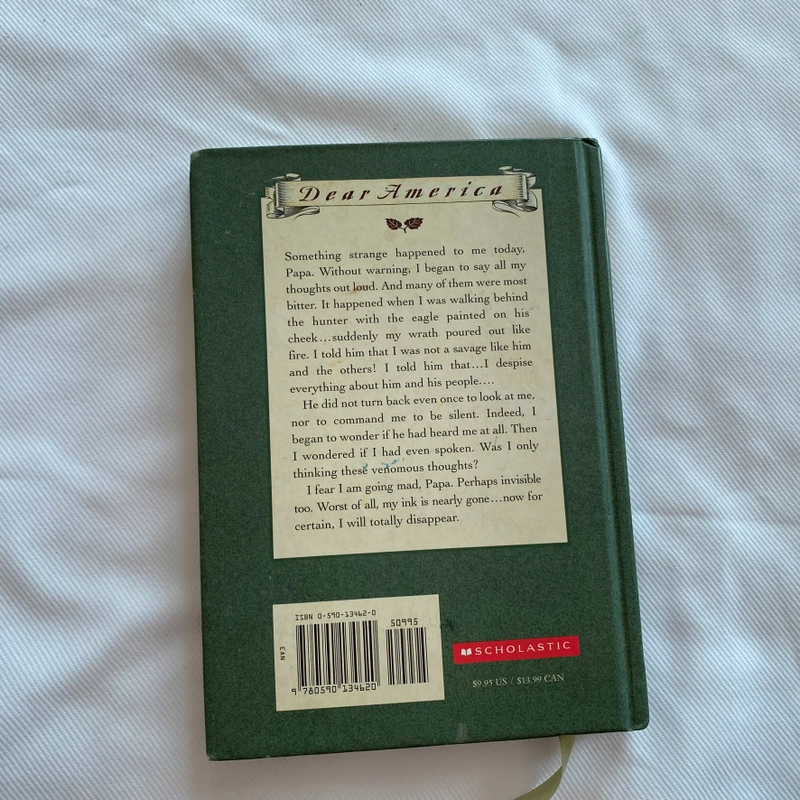 Dear America
Something strange happened to me today,
Papa. Without warning, I began to say all my
thoughts out loud. And many of them were most
bitter. It happened when I was walking behind
the hunter with the eagle painted on his
cheek...suddenly my wrath poured out like
fire. I told him that I was not a savage like him
and the others! I told him that...I despise
everything about him and his people....
He did not turn back even once to look at me,
nor to command me to be silent. Indeed, I
began to wonder if he had heard me at all. Then
I wondered if I had even spoken. Was I only
thinking these venomous thoughts?
I fear I am going mad, Papa. Perhaps invisible
too. Worst of all, my ink is nearly gone...now for
certain, I will totally disappear.
ISBN 0-590-13462-0
50995
EAN
9 780590 134620
SCHOLASTIC
$9.95 US / $13.99 CAN